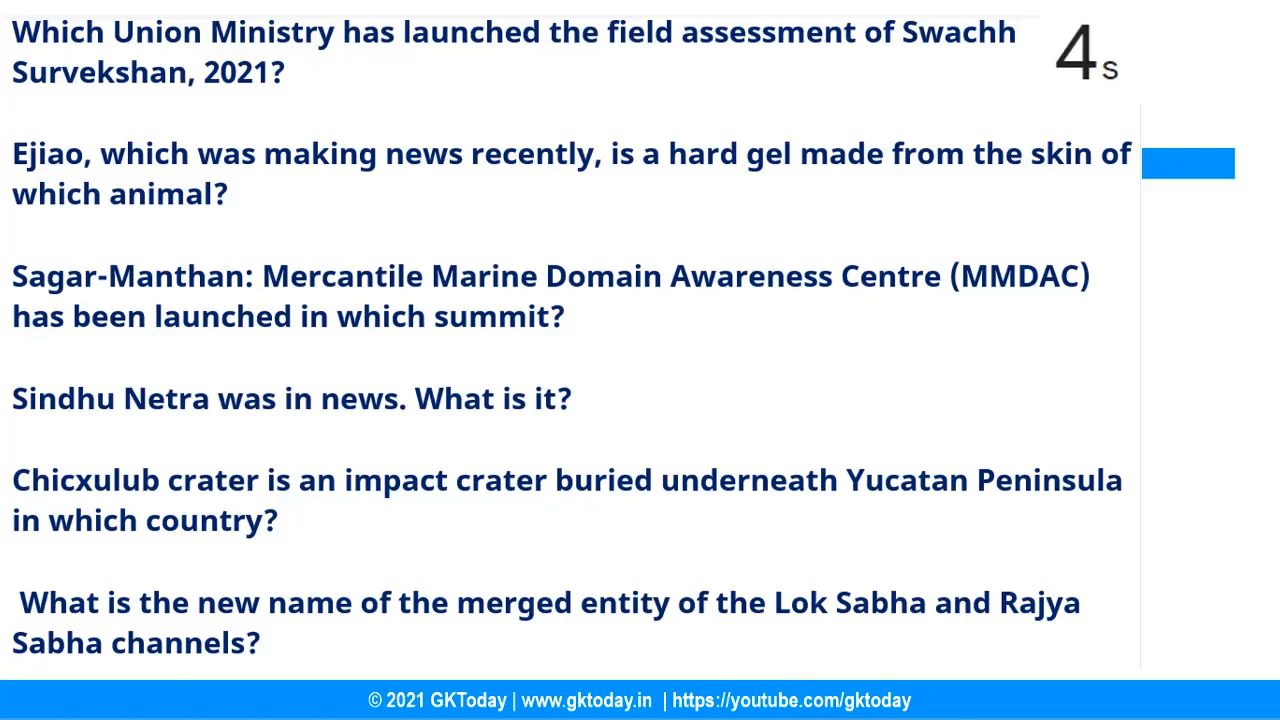 Which Union Ministry has launched the field assessment of Swachh
Survekshan, 2021?
4s
Ejiao, which was making news recently, is a hard gel made from the skin of
which animal?
Sagar-Manthan: Mercantile Marine Domain Awareness Centre (MMDAC)
has been launched in which summit?
Sindhu Netra was in news. What is it?
Chicxulub crater is an impact crater buried underneath Yucatan Peninsula
in which country?
What is the new name of the merged entity of the Lok Sabha and Rajya
Sabha channels?
© 2021 GKToday | www.gktoday.in | https://youtube.com/gktoday